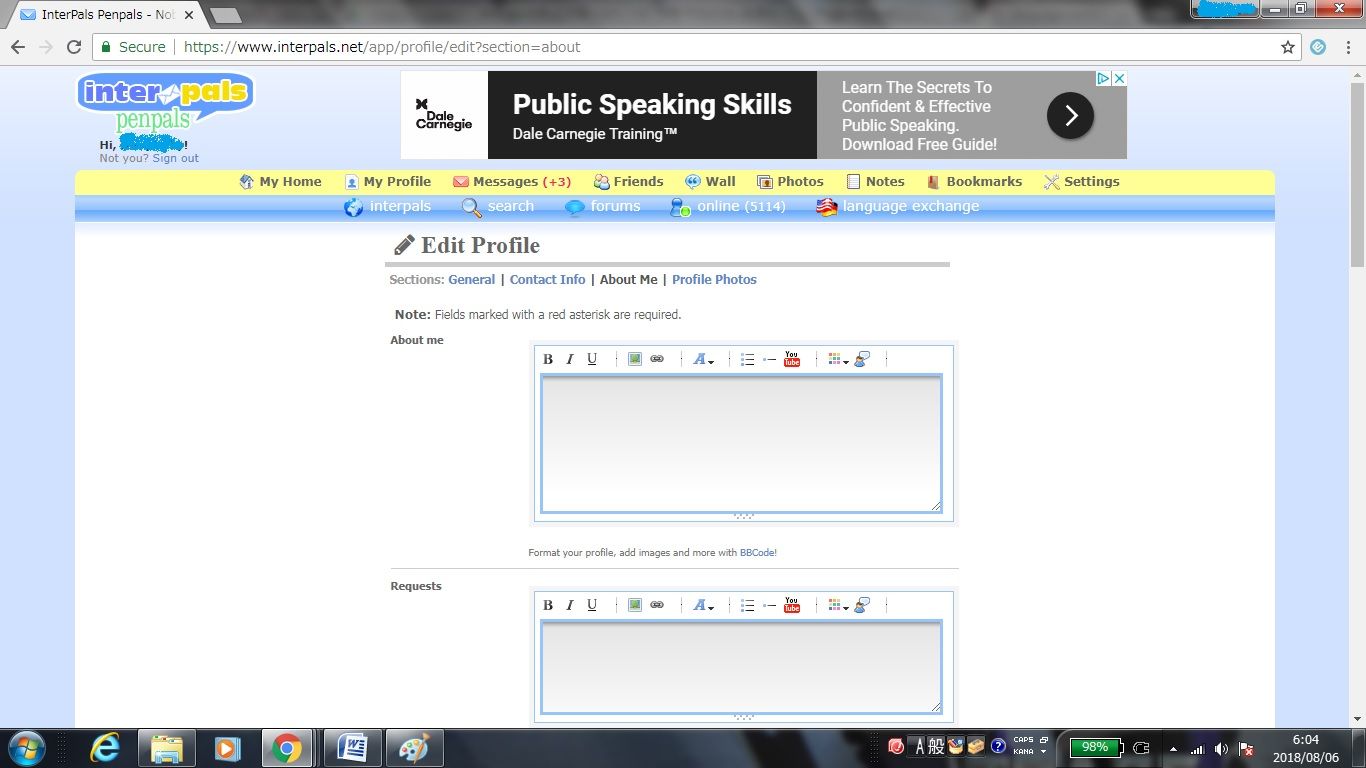 InterPals Penpals - Not
Secure
https://www.interpals.net/app/profile/edit?section=about
inter pals
penpals
Hi, !
Not you? Sign out
Dale
Carnegie
Public Speaking Skills
Dale Carnegie Training™
Learn The Secrets To
Confident & Effective
Public Speaking.
Download Free Guide!
My Home My Profile Messages (+3) Friends Wall Photos Notes Bookmarks Settings
interpals search forums online (5114) language exchange
Edit Profile
Sections: General | Contact Info | About Me | Profile Photos
Note: Fields marked with a red asterisk are required.
About me
B I U A You Tube
Format your profile, add images and more with BBCode!
Requests
B I U A You Tube
A 般 CAPS
KANA
98%
6:04
2018/08/06